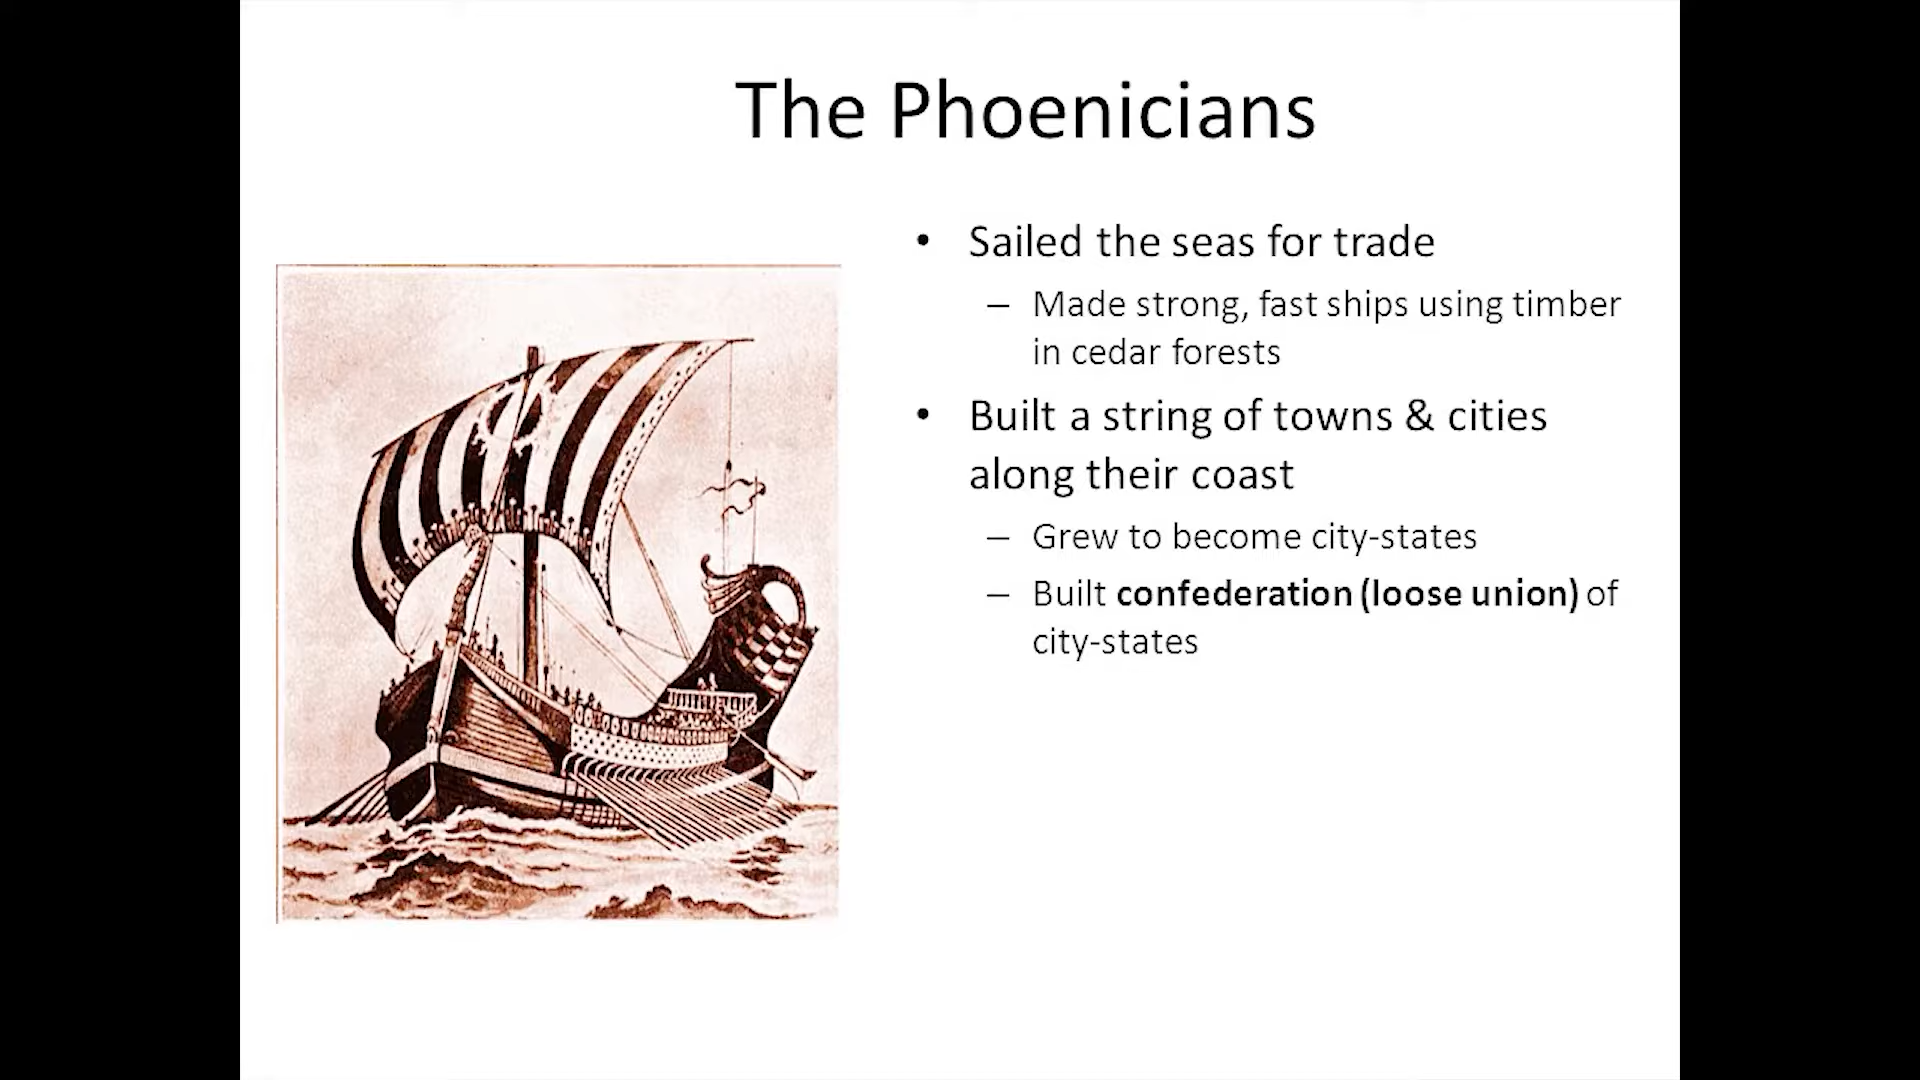 The Phoenicians
• Sailed the seas for trade
– Made strong, fast ships using timber
in cedar forests
• Built a string of towns & cities
along their coast
– Grew to become city-states
– Built confederation (loose union) of
city-states